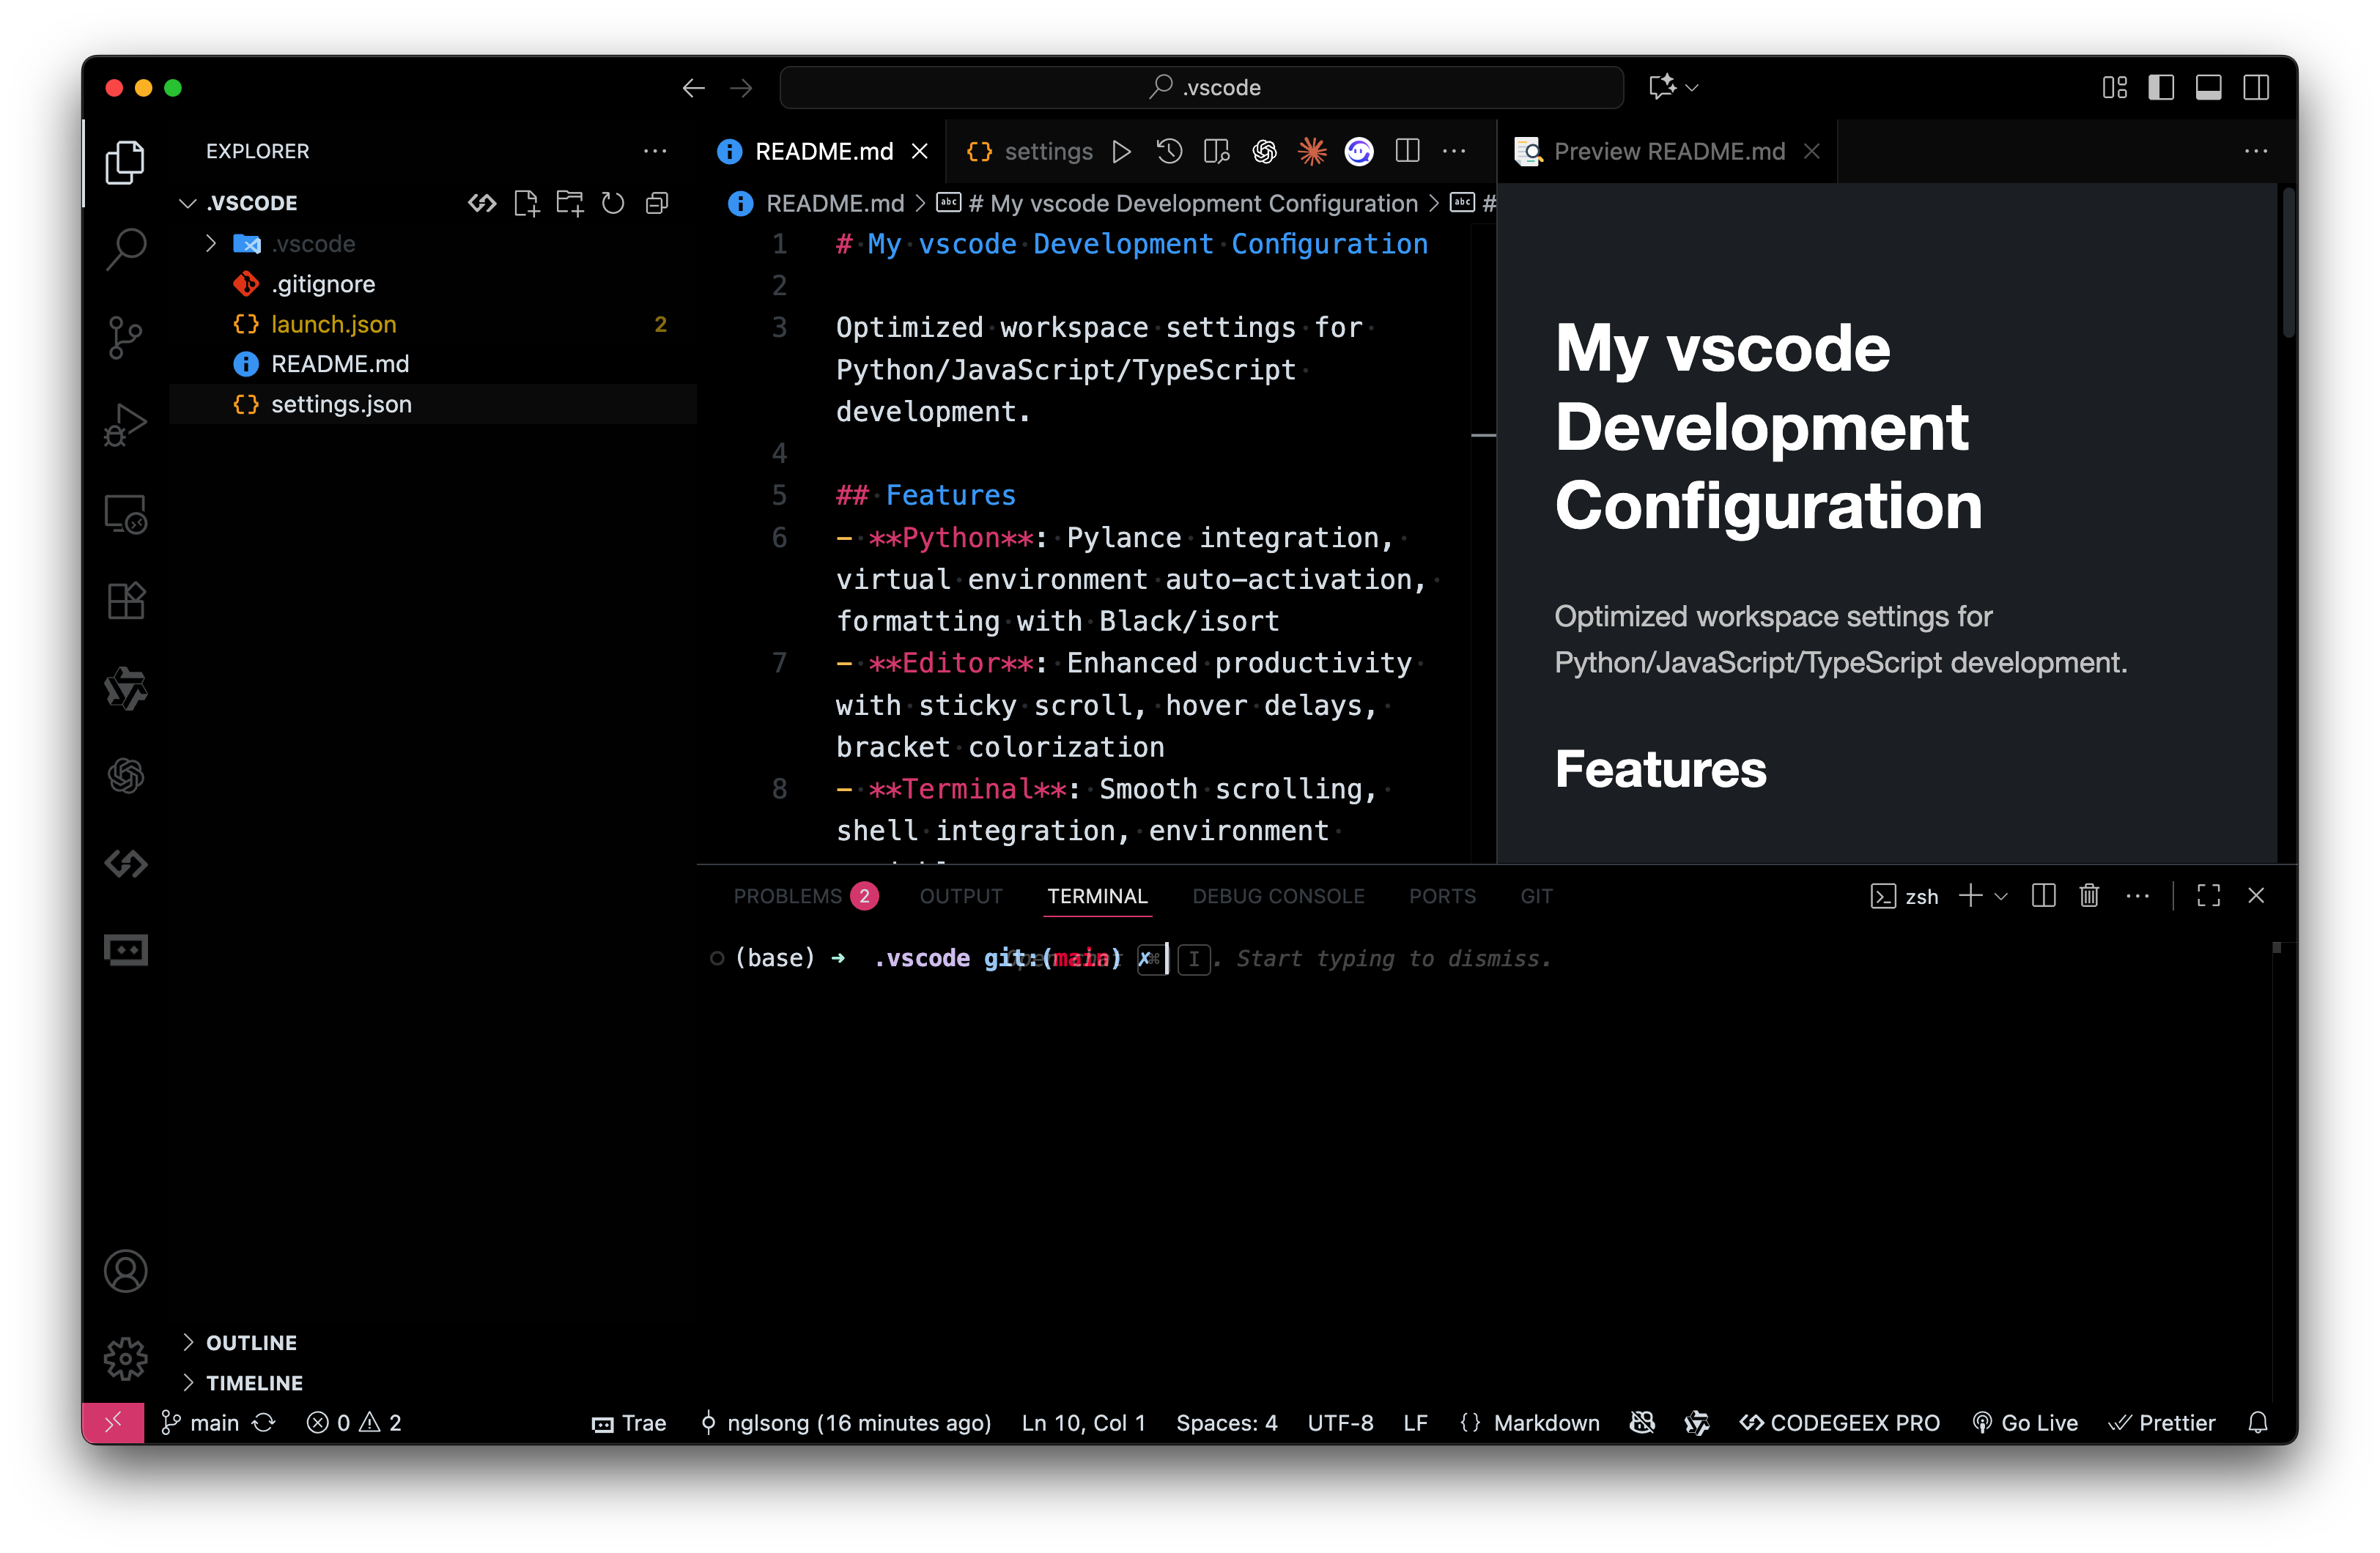 .vscode
EXPLORER
.VSCODE
.vscode
.gitignore
launch.json 2
README.md
settings.json
OUTLINE
TIMELINE
README.md
settings
README.md > # My vscode Development Configuration > #
1 # My vscode Development Configuration
2
3 Optimized workspace settings for
Python/JavaScript/TypeScript
development.
4
5 ## Features
6 - **Python**: Pylance integration,
virtual environment auto-activation,
formatting with Black/isort
7 - **Editor**: Enhanced productivity
with sticky scroll, hover delays,
bracket colorization
8 - **Terminal**: Smooth scrolling,
shell integration, environment
Preview README.md
My vscode
Development
Configuration
Optimized workspace settings for
Python/JavaScript/TypeScript development.
Features
PROBLEMS 2 OUTPUT TERMINAL DEBUG CONSOLE PORTS GIT
zsh
(base) ➜ .vscode git:(main) ✗ ⌘ I. Start typing to dismiss.
main 0 2 Trae nglsong (16 minutes ago) Ln 10, Col 1 Spaces: 4 UTF-8 LF {} Markdown CODEGEEX PRO Go Live Prettier